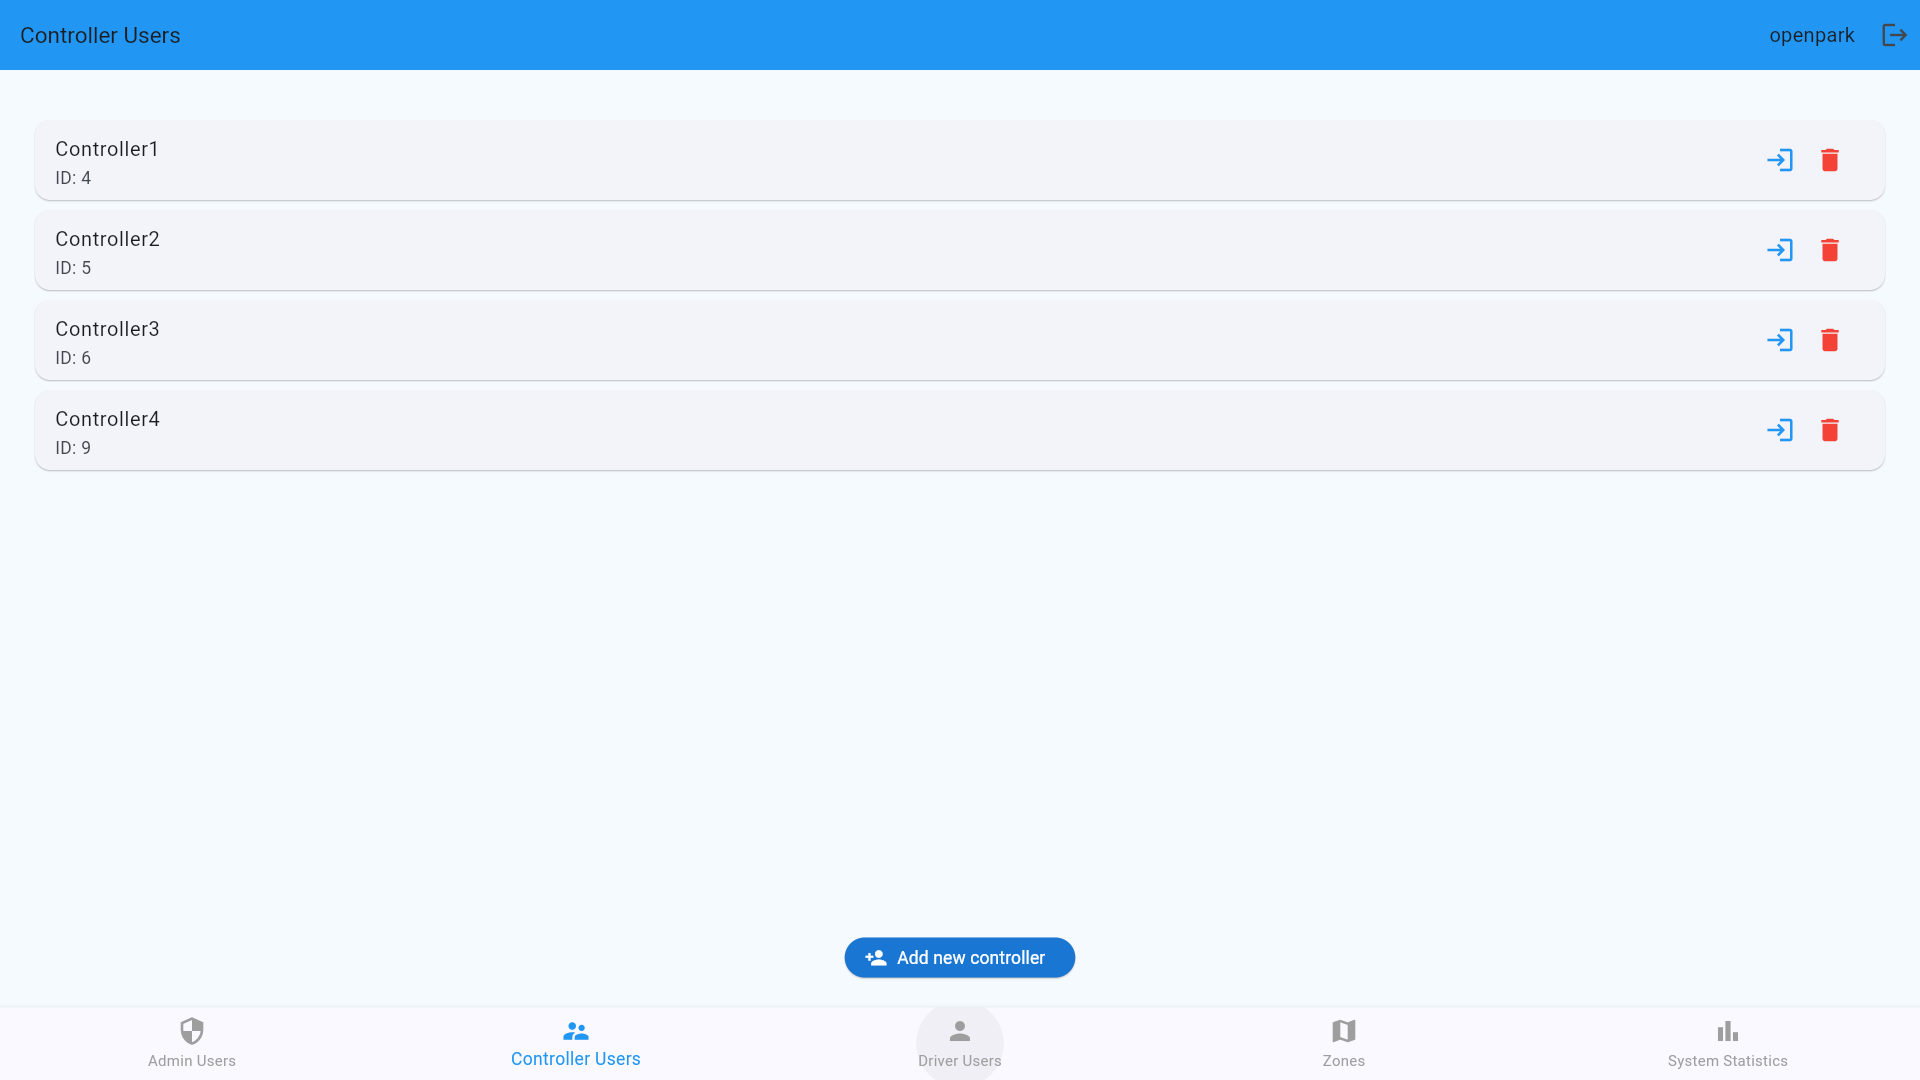 Controller Users
openpark
Controller1
ID: 4
Controller2
ID: 5
Controller3
ID: 6
Controller4
ID: 9
Add new controller
Admin Users
Controller Users
Driver Users
Zones
System Statistics